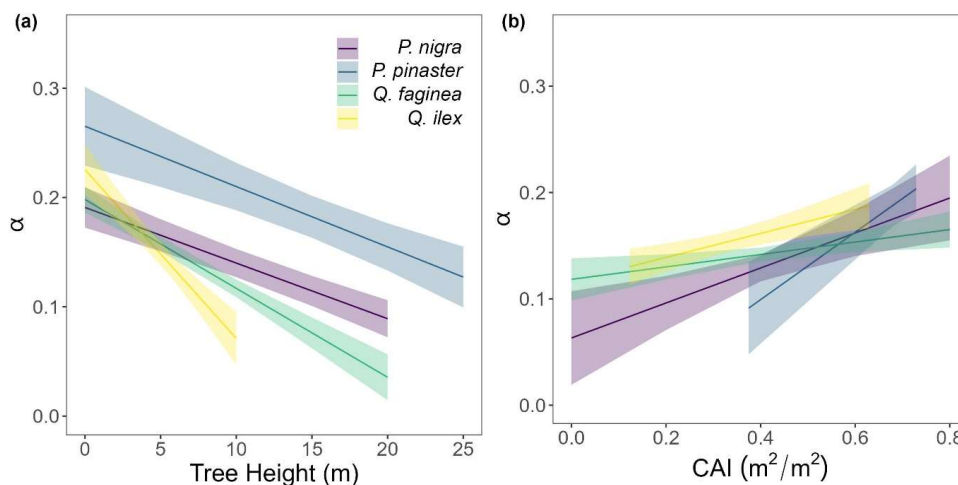 (a)
P. nigra
P. pinaster
Q. faginea
Q. ilex
α
0.3
0.2
0.1
0.0
0 5 10 15 20 25
Tree Height (m)
(b)
α
0.3
0.2
0.1
0.0
0.0 0.2 0.4 0.6 0.8
CAI (m²/m²)